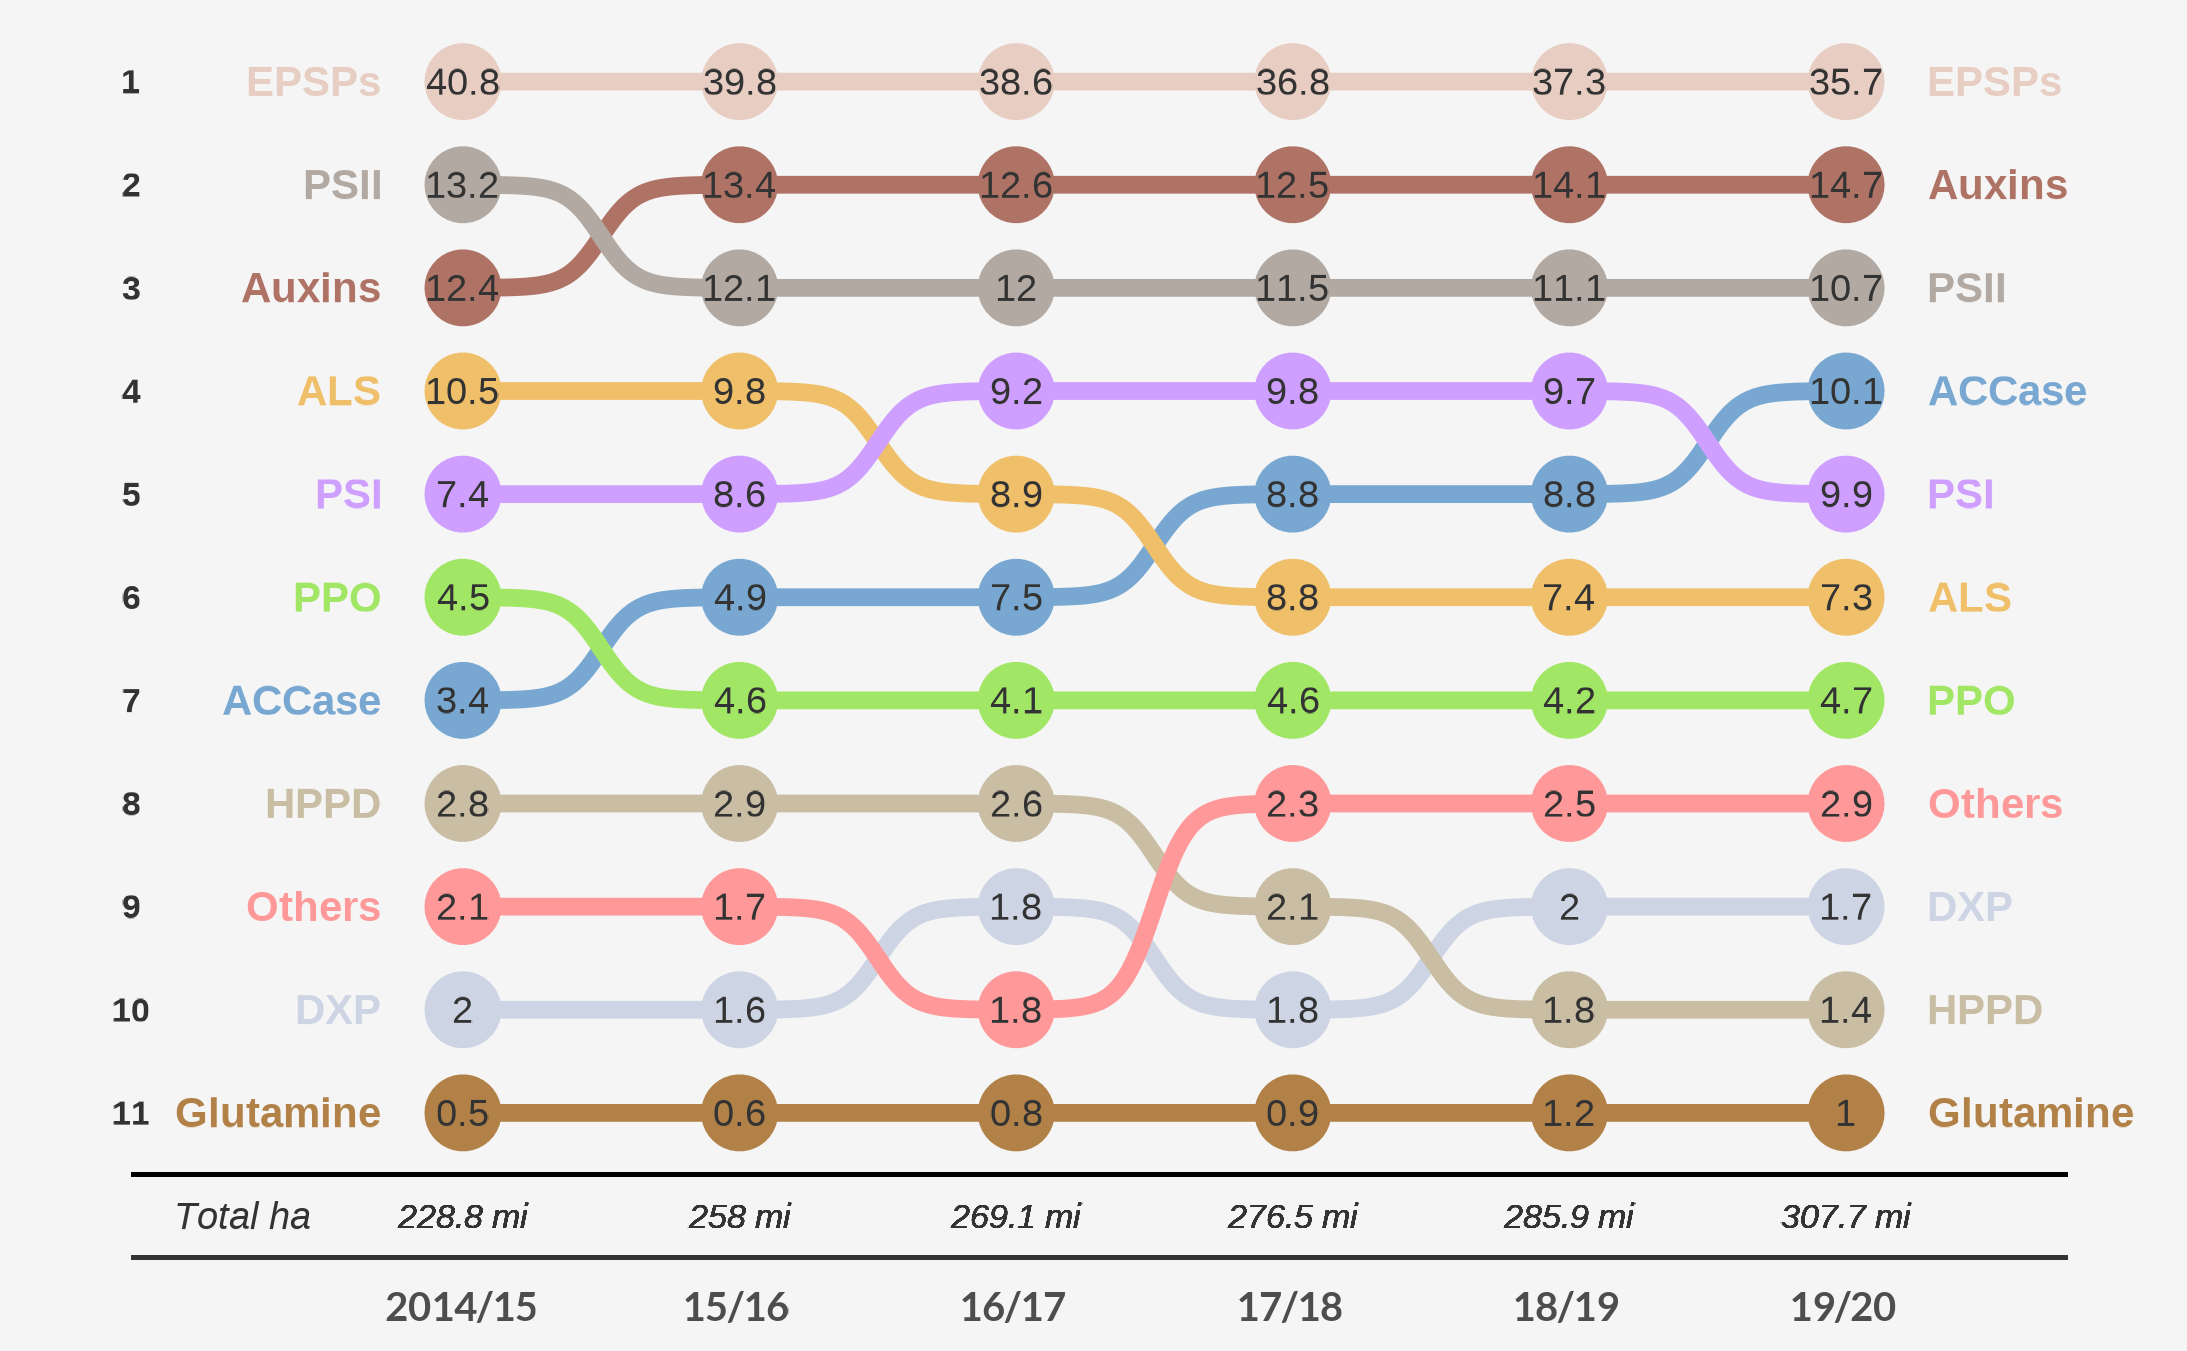 1 EPSPs 40.8 39.8 38.6 36.8 37.3 35.7 EPSPs
2 PSII 13.2 13.4 12.6 12.5 14.1 14.7 Auxins
3 Auxins 12.4 12.1 12 11.5 11.1 10.7 PSII
4 ALS 10.5 9.8 9.2 9.8 9.7 10.1 ACCase
5 PSI 7.4 8.6 8.9 8.8 8.8 9.9 PSI
6 PPO 4.5 4.9 7.5 8.8 7.4 7.3 ALS
7 ACCase 3.4 4.6 4.1 4.6 4.2 4.7 PPO
8 HPPD 2.8 2.9 2.6 2.3 2.5 2.9 Others
9 Others 2.1 1.7 1.8 2.1 2 1.7 DXP
10 DXP 2 1.6 1.8 1.8 1.8 1.4 HPPD
11 Glutamine 0.5 0.6 0.8 0.9 1.2 1 Glutamine
Total ha 228.8 mi 258 mi 269.1 mi 276.5 mi 285.9 mi 307.7 mi
2014/15 15/16 16/17 17/18 18/19 19/20